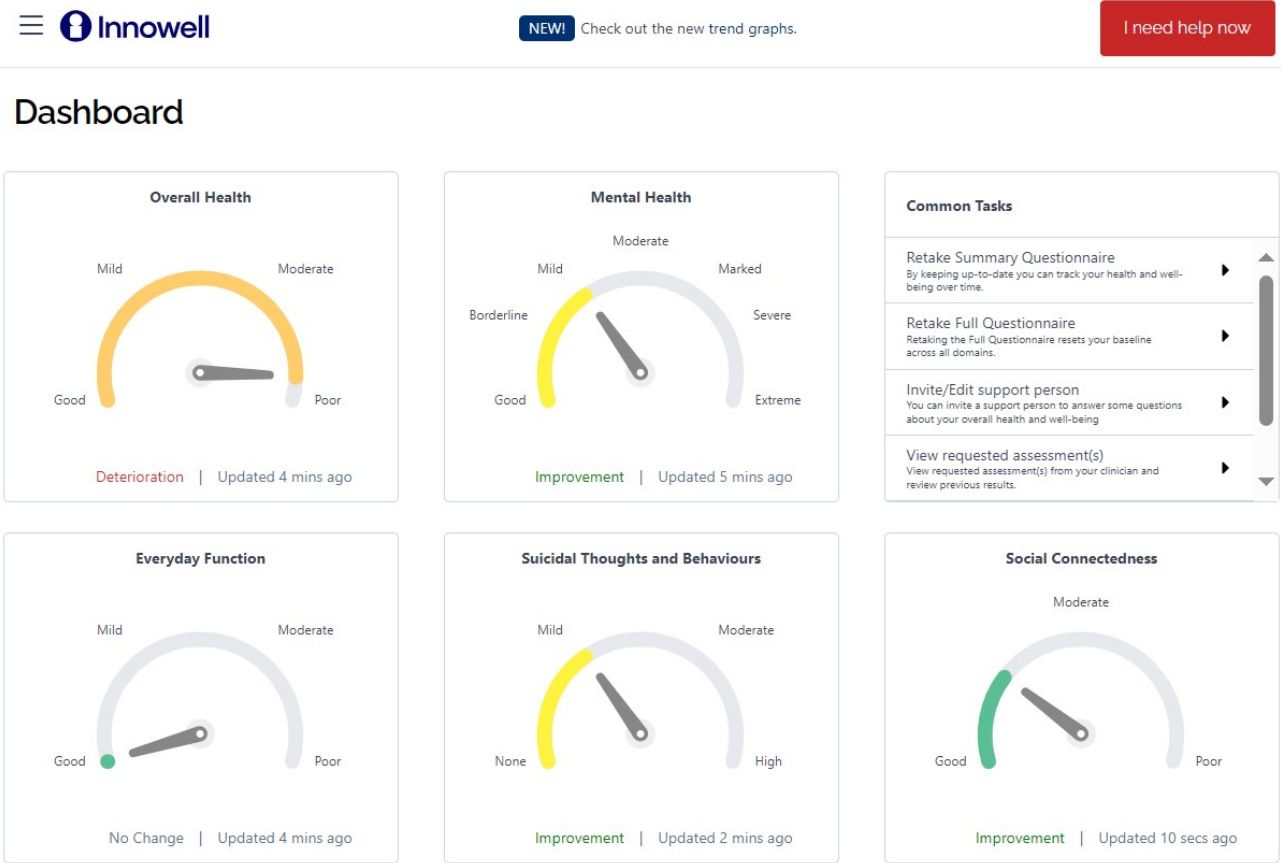 Innowell
NEW! Check out the new trend graphs.
I need help now
Dashboard
Overall Health
Mild
Moderate
Good
Poor
Deterioration | Updated 4 mins ago
Mental Health
Moderate
Mild
Marked
Borderline
Severe
Good
Extreme
Improvement | Updated 5 mins ago
Common Tasks
Retake Summary Questionnaire
By keeping up-to-date you can track your health and well-
being over time.
Retake Full Questionnaire
Retaking the Full Questionnaire resets your baseline
across all domains.
Invite/Edit support person
You can invite a support person to answer some questions
about your overall health and well-being
View requested assessment(s)
View requested assessment(s) from your clinician and
review previous results.
Everyday Function
Mild
Moderate
Good
Poor
No Change | Updated 4 mins ago
Suicidal Thoughts and Behaviours
Mild
Moderate
None
High
Improvement | Updated 2 mins ago
Social Connectedness
Moderate
Good
Poor
Improvement | Updated 10 secs ago